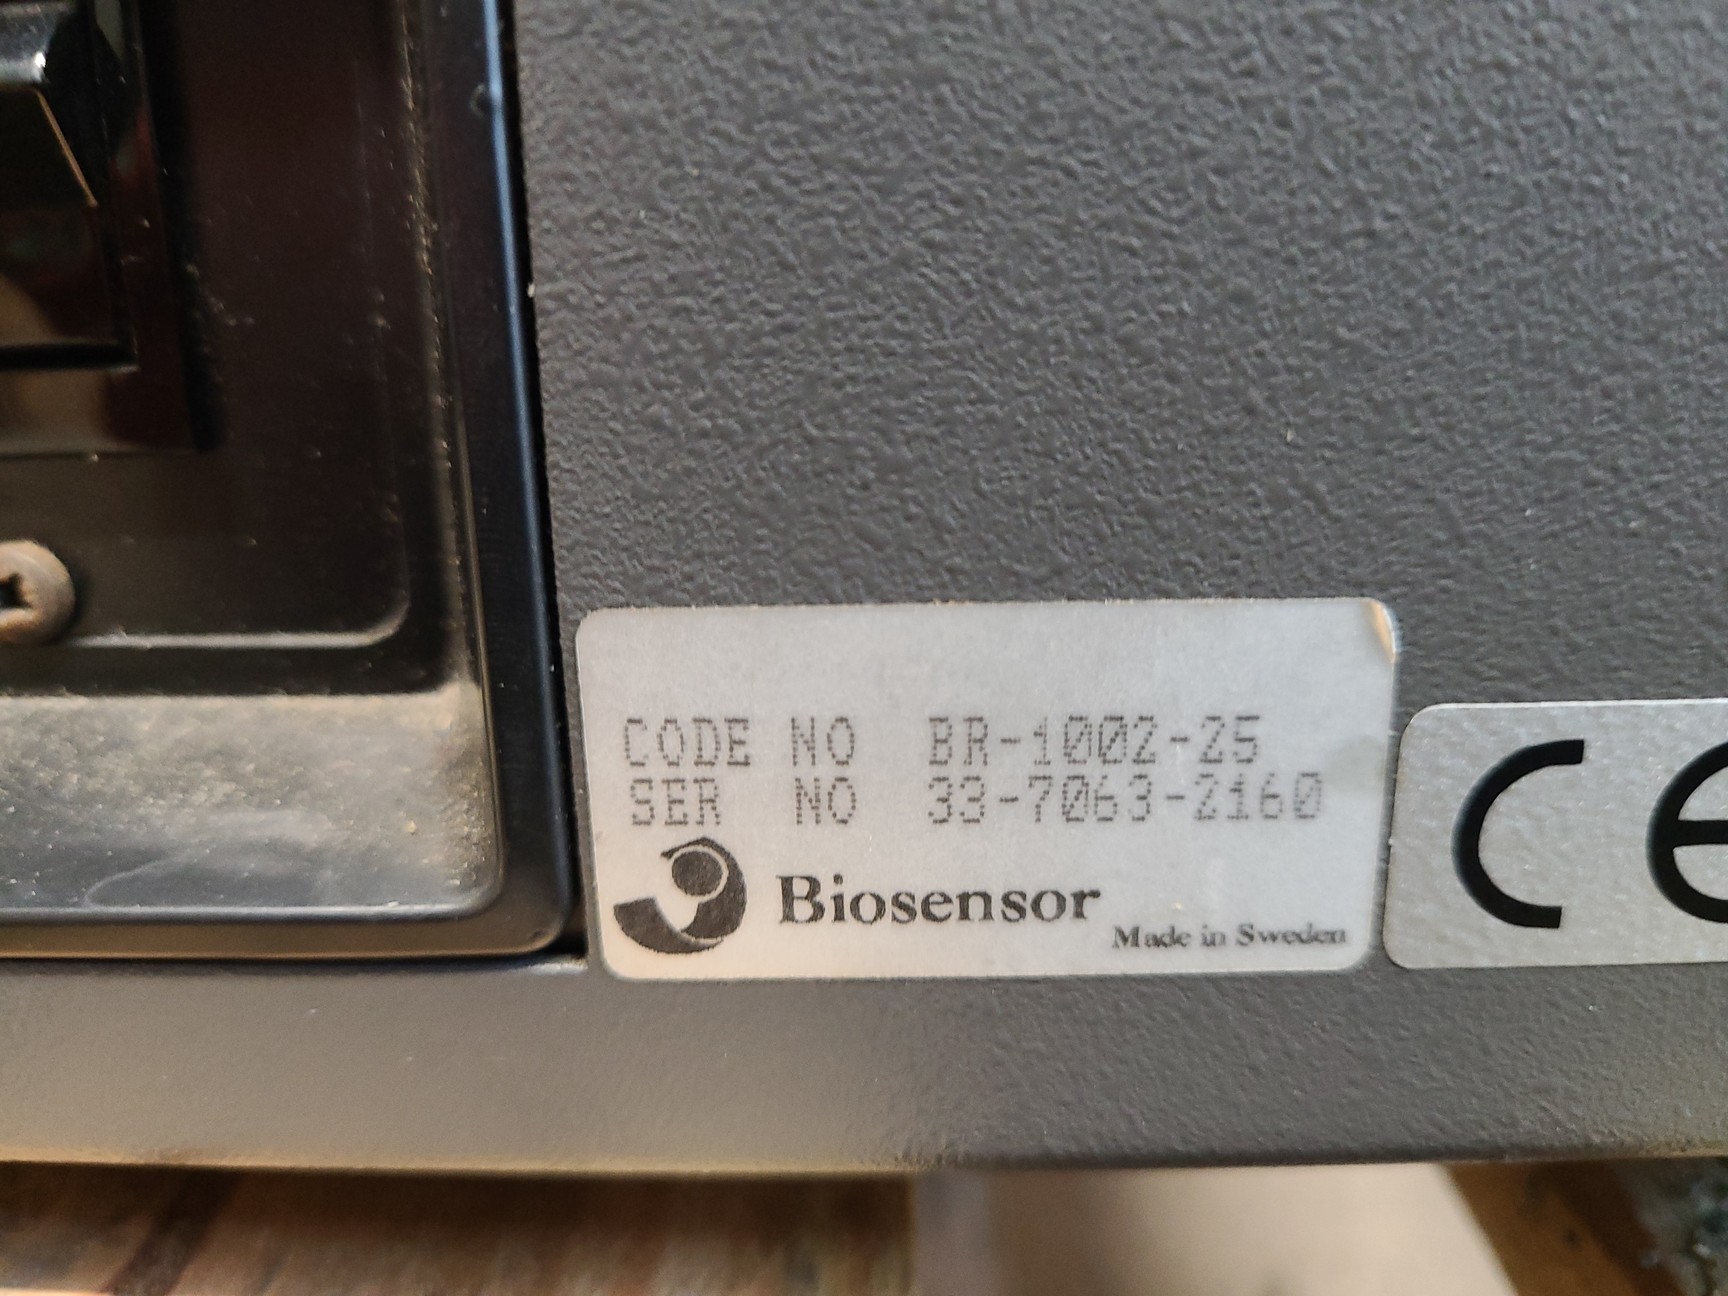 CODE NO BR-1002-25
SER NO 33-7063-2160
Biosensor
Made in Sweden
CE